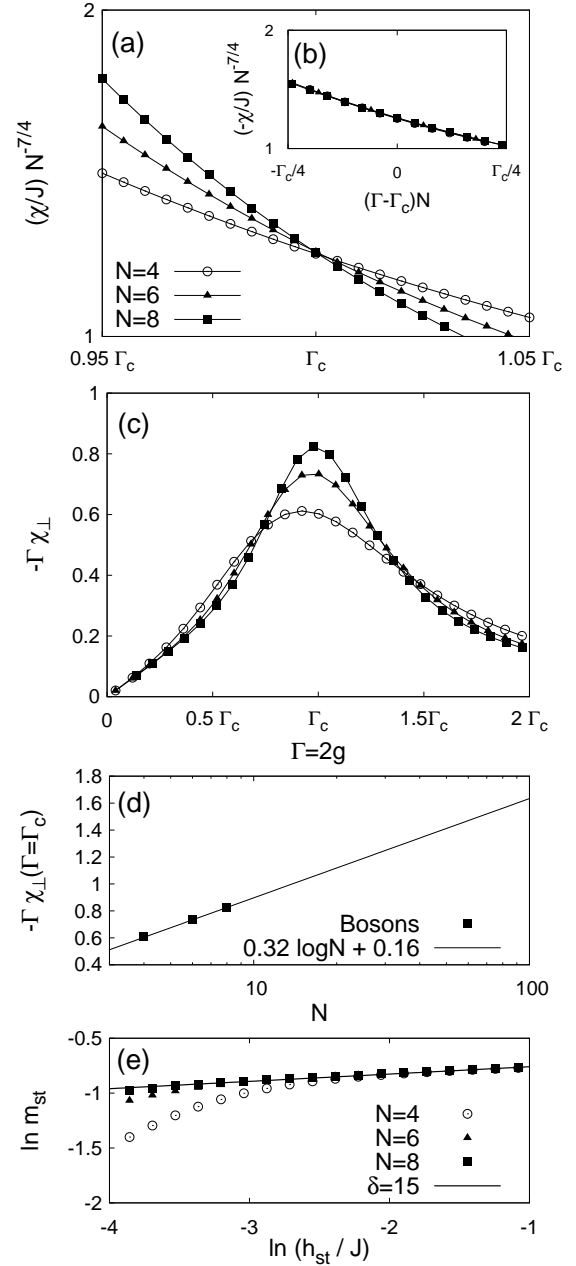 (a)
(b)
2
1
(χ/J) N^-7/4
N=4
N=6
N=8
0.95 Γc
Γc
1.05 Γc
(-χ/J) N^-7/4
2
1
-Γc/4
0
Γc/4
(Γ-Γc)N
(c)
-Γ χ⊥
1
0.8
0.6
0.4
0.2
0
0
0.5 Γc
Γc
1.5Γc
2 Γc
Γ=2g
(d)
-Γ χ⊥(Γ=Γc)
1.8
1.6
1.4
1.2
1
0.8
0.6
0.4
Bosons
0.32 logN + 0.16
10
100
N
(e)
ln mst
-0.5
-1
-1.5
-2
N=4
N=6
N=8
δ=15
-4
-3
-2
-1
ln (hst / J)